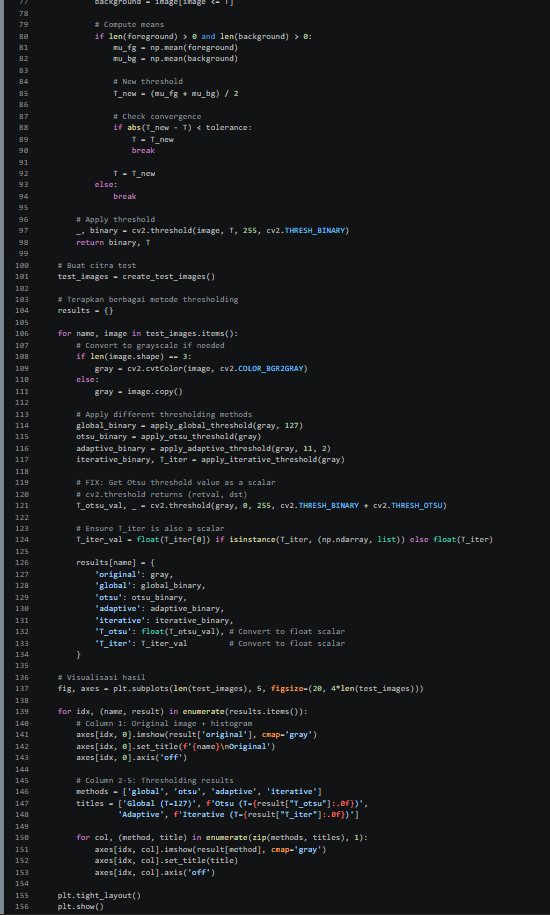 77            background = image[image <= T]
78
79            # Compute means
80            if len(foreground) > 0 and len(background) > 0:
81                mu_fg = np.mean(foreground)
82                mu_bg = np.mean(background)
83
84                # New threshold
85                T_new = (mu_fg + mu_bg) / 2
86
87                # Check convergence
88                if abs(T_new - T) < tolerance:
89                    T = T_new
90                    break
91
92                T = T_new
93            else:
94                break
95
96        # Apply threshold
97        _, binary = cv2.threshold(image, T, 255, cv2.THRESH_BINARY)
98        return binary, T
99
100    # Buat citra test
101    test_images = create_test_images()
102
103    # Terapkan berbagai metode thresholding
104    results = {}
105
106    for name, image in test_images.items():
107        # Convert to grayscale if needed
108        if len(image.shape) == 3:
109            gray = cv2.cvtColor(image, cv2.COLOR_BGR2GRAY)
110        else:
111            gray = image.copy()
112
113        # Apply different thresholding methods
114        global_binary = apply_global_threshold(gray, 127)
115        otsu_binary = apply_otsu_threshold(gray)
116        adaptive_binary = apply_adaptive_threshold(gray, 11, 2)
117        iterative_binary, T_iter = apply_iterative_threshold(gray)
118
119        # FIX: Get Otsu threshold value as a scalar
120        # cv2.threshold returns (retval, dst)
121        T_otsu_val, _ = cv2.threshold(gray, 0, 255, cv2.THRESH_BINARY + cv2.THRESH_OTSU)
122
123        # Ensure T_iter is also a scalar
124        T_iter_val = float(T_iter[0]) if isinstance(T_iter, (np.ndarray, list)) else float(T_iter)
125
126        results[name] = {
127            'original': gray,
128            'global': global_binary,
129            'otsu': otsu_binary,
130            'adaptive': adaptive_binary,
131            'iterative': iterative_binary,
132            'T_otsu': float(T_otsu_val), # Convert to float scalar
133            'T_iter': T_iter_val         # Convert to float scalar
134        }
135
136    # Visualisasi hasil
137    fig, axes = plt.subplots(len(test_images), 5, figsize=(20, 4*len(test_images)))
138
139    for idx, (name, result) in enumerate(results.items()):
140        # Column 1: Original image + histogram
141        axes[idx, 0].imshow(result['original'], cmap='gray')
142        axes[idx, 0].set_title(f'{name}\nOriginal')
143        axes[idx, 0].axis('off')
144
145        # Column 2-5: Thresholding results
146        methods = ['global', 'otsu', 'adaptive', 'iterative']
147        titles = ['Global (T=127)', f'Otsu (T={result["T_otsu"]:.0f})',
148                 'Adaptive', f'Iterative (T={result["T_iter"]:.0f})']
149
150        for col, (method, title) in enumerate(zip(methods, titles), 1):
151            axes[idx, col].imshow(result[method], cmap='gray')
152            axes[idx, col].set_title(title)
153            axes[idx, col].axis('off')
154
155    plt.tight_layout()
156    plt.show()